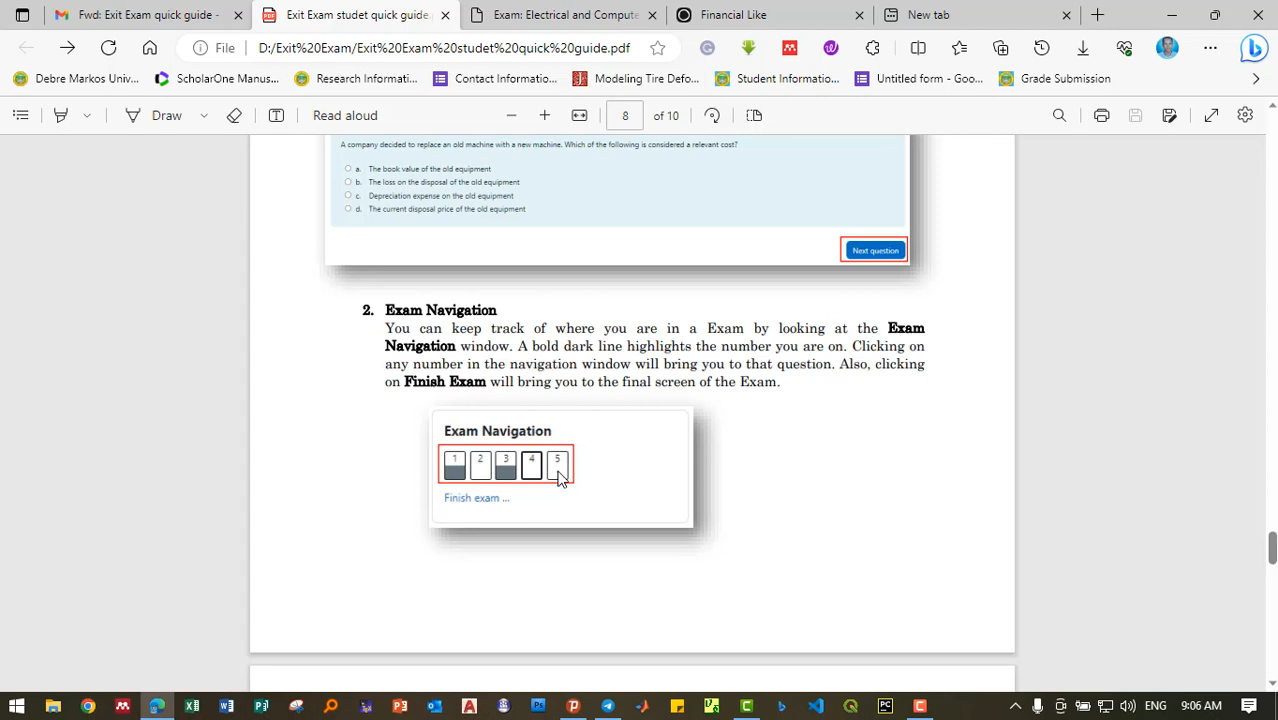 Fwd: Exit Exam quick guide -
Exit Exam studet quick guide.
Exam: Electrical and Compute
Financial Like
New tab
File
D:/Exit%20Exam/Exit%20Exam%20studet%20quick%20guide.pdf
Debre Markos Univ...
ScholarOne Manus...
Research Informati...
Contact Informatio...
Modeling Tire Defo...
Student Informatio...
Untitled form - Goo...
Grade Submission
Draw
Read aloud
8
of 10
A company decided to replace an old machine with a new machine. Which of the following is considered a relevant cost?
a. The book value of the old equipment
b. The loss on the disposal of the old equipment
c. Depreciation expense on the old equipment
d. The current disposal price of the old equipment
Next question
2. Exam Navigation
You can keep track of where you are in a Exam by looking at the Exam
Navigation window. A bold dark line highlights the number you are on. Clicking on
any number in the navigation window will bring you to that question. Also, clicking
on Finish Exam will bring you to the final screen of the Exam.
Exam Navigation
1 2 3 4 5
Finish exam ...
ENG
9:06 AM